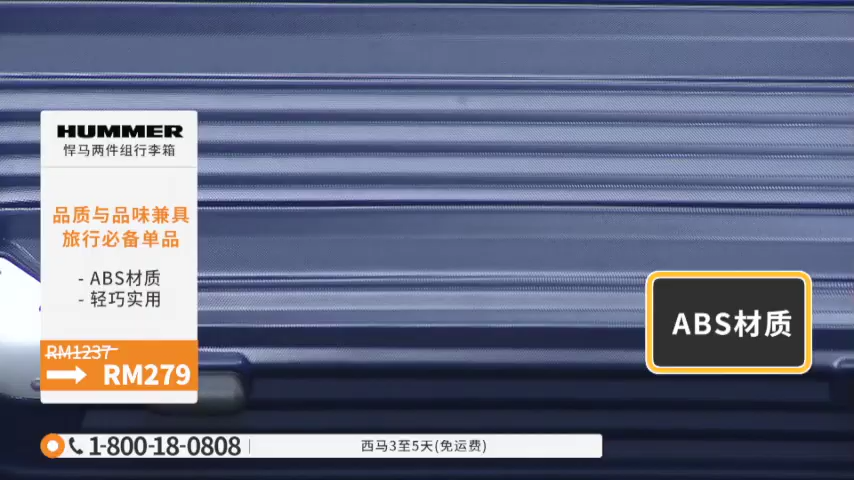 HUMMER
悍马两件组行李箱
品质与品味兼具
旅行必备单品
- ABS材质
- 轻巧实用
RM1237
RM279
ABS材质
1-800-18-0808
西马3至5天(免运费)